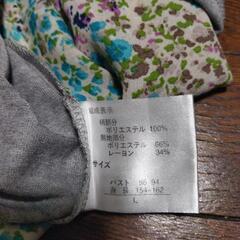 組成表示
柄部分
ポリエステル 100%
無地部分
ポリエステル 66%
レーヨン 34%
サイズ
バスト 86-94
身長 154-162
L